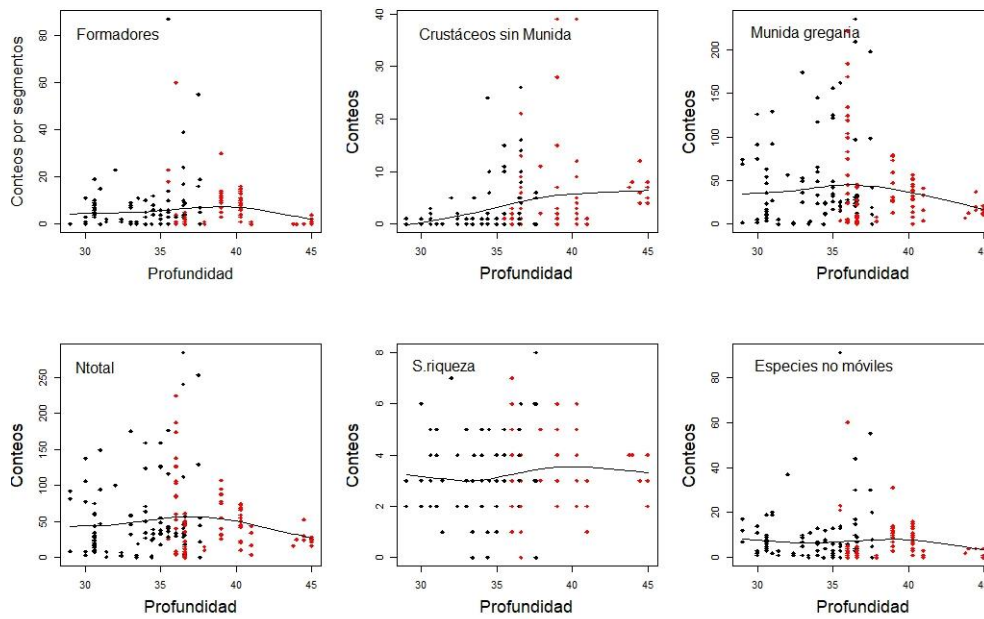 Formadores
Conteos por segmentos
0 20 40 60 80
30 35 40 45
Profundidad
Crustáceos sin Munida
Conteos
0 10 20 30 40
30 35 40 45
Profundidad
Munida gregaria
Conteos
0 50 100 150 200
30 35 40 45
Profundidad
Ntotal
Conteos
0 50 100 150 200 250
30 35 40 45
Profundidad
S.riqueza
Conteos
0 2 4 6 8
30 35 40 45
Profundidad
Especies no móviles
Conteos
0 20 40 60 80
30 35 40 45
Profundidad